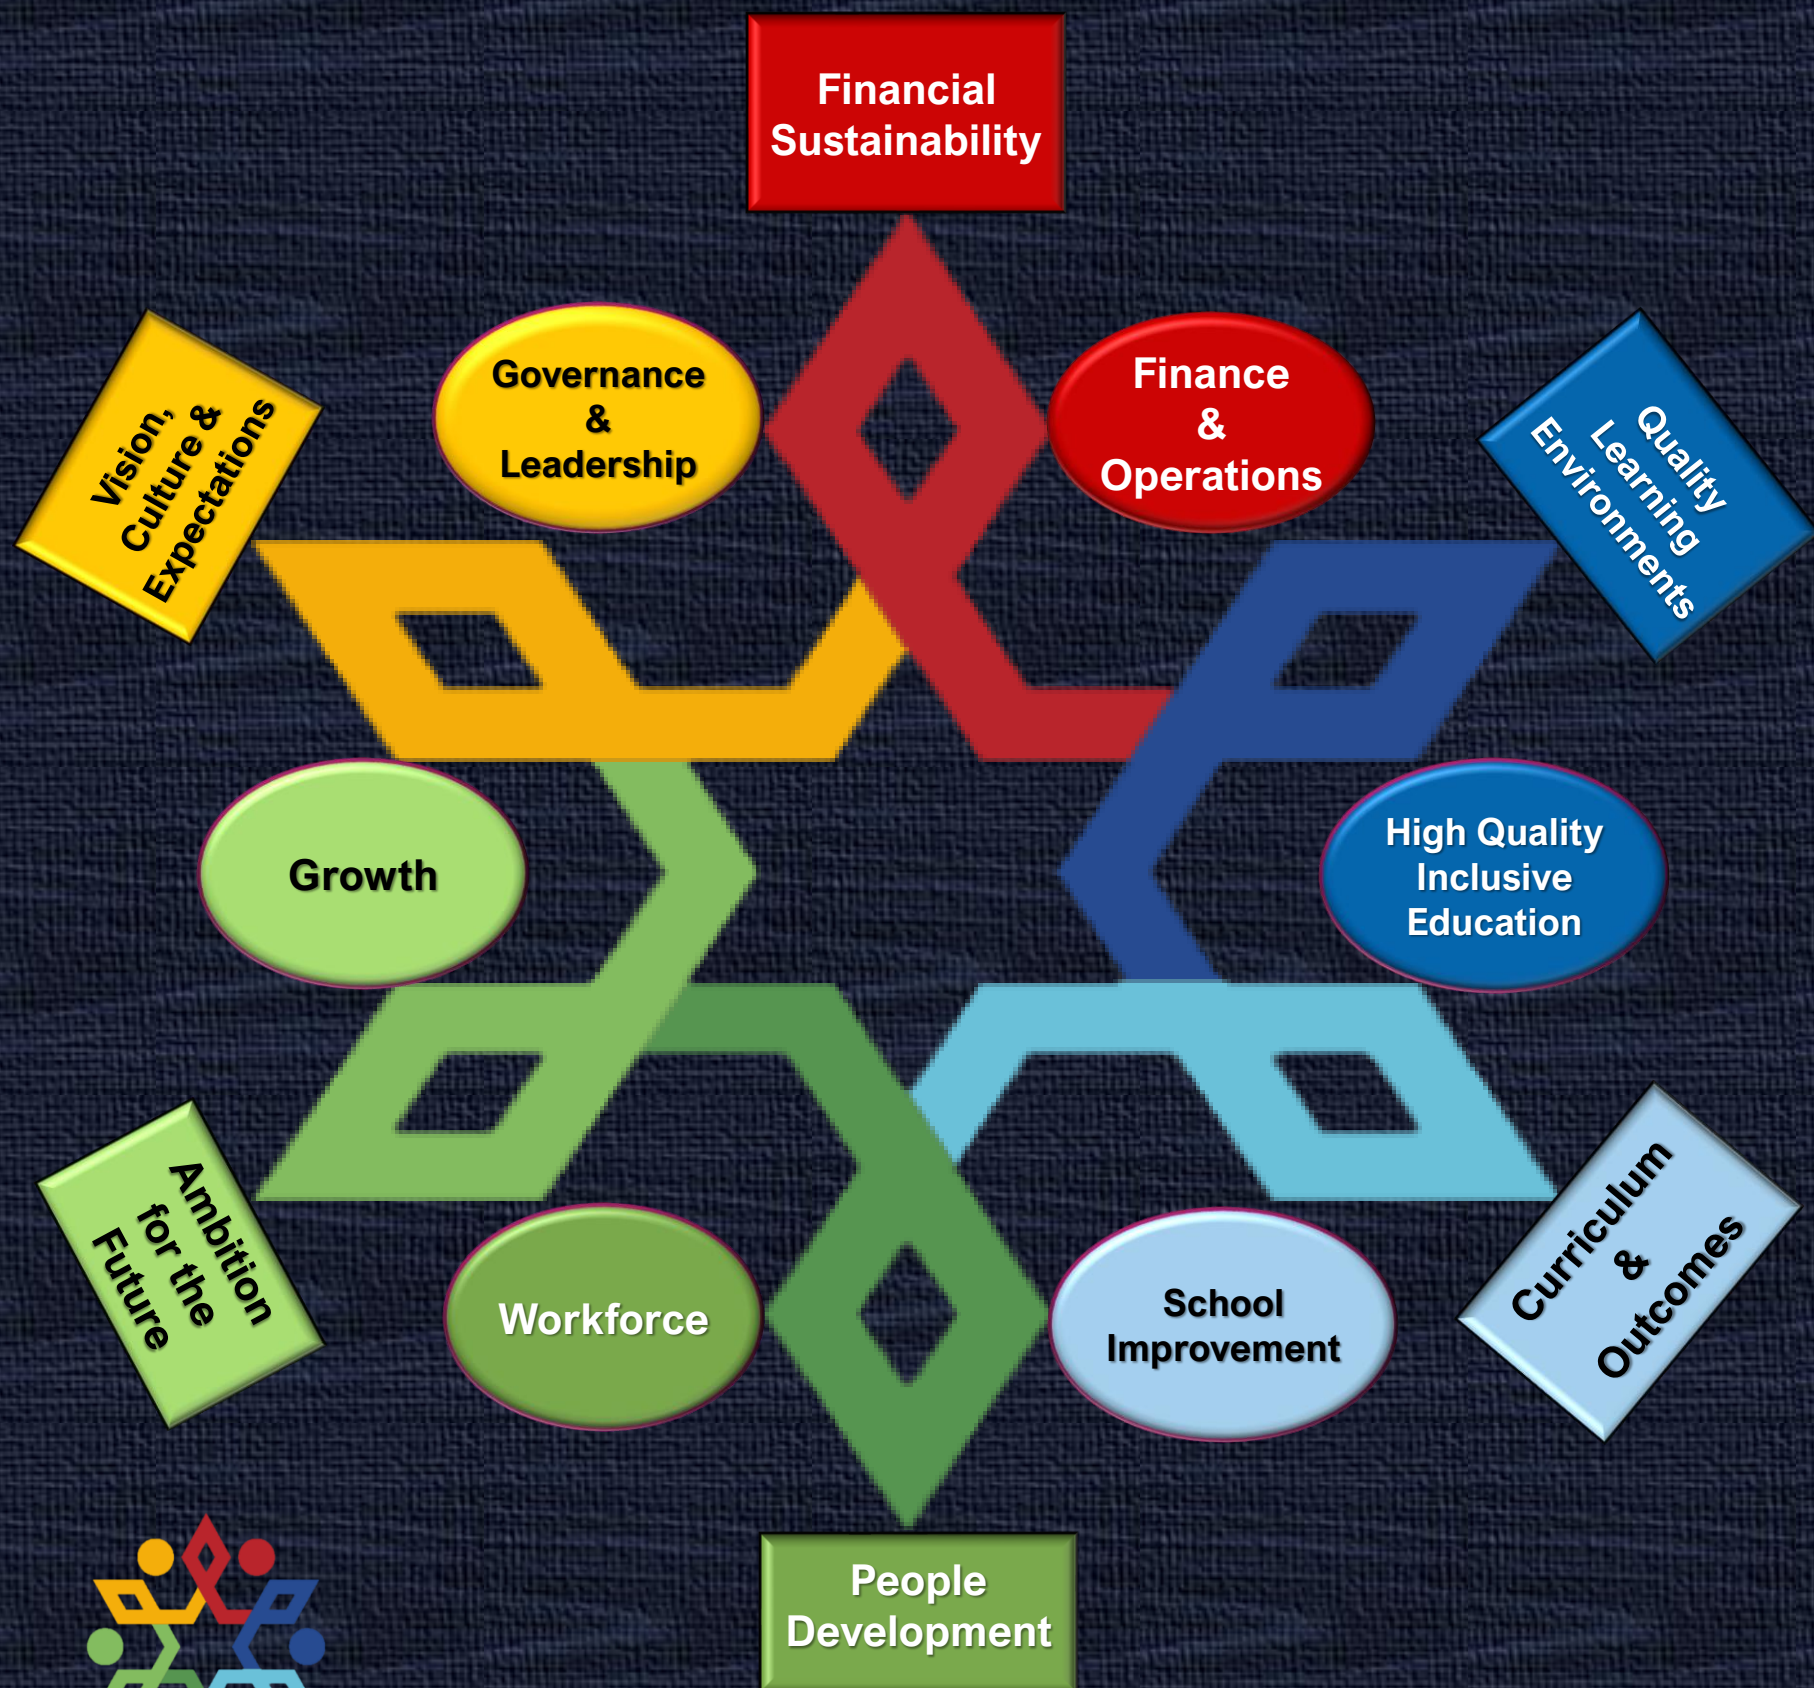 Financial
Sustainability
Vision,
Culture &
Expectations
Governance
&
Leadership
Finance
&
Operations
Quality
Learning
Environments
Growth
High Quality
Inclusive
Education
Ambition
for the
Future
Workforce
School
Improvement
Curriculum
&
Outcomes
People
Development